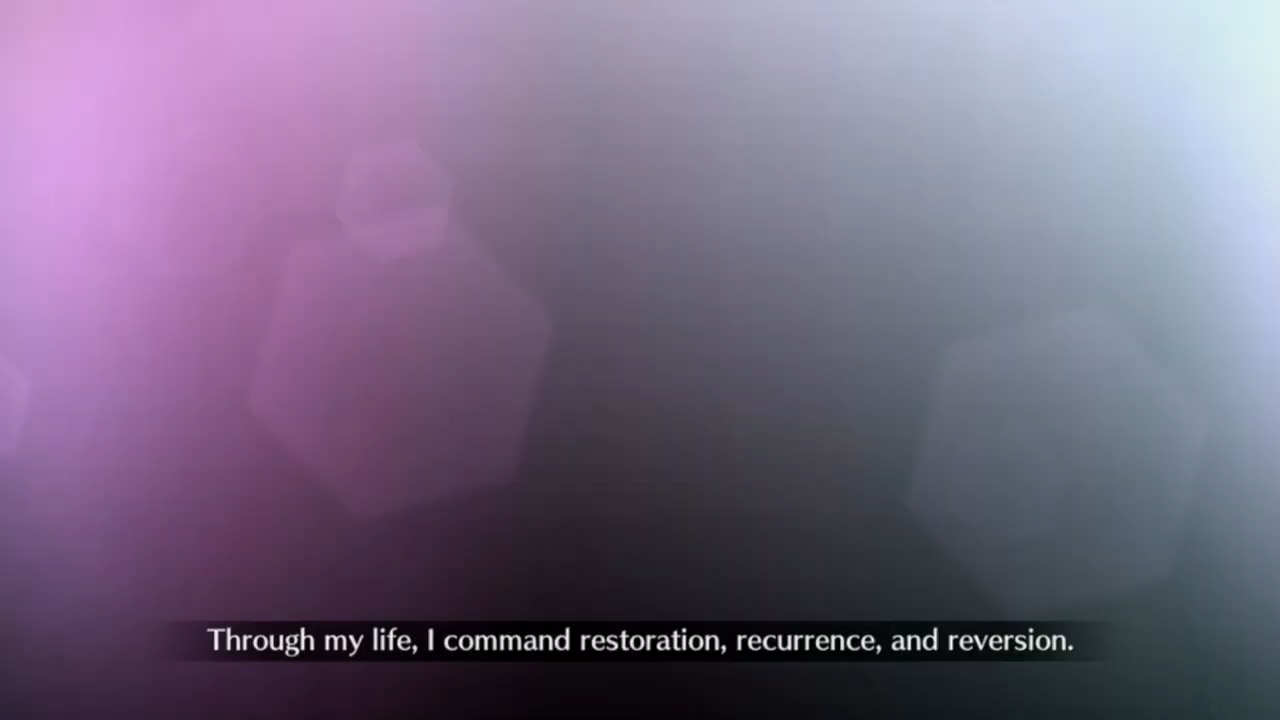 Through my life, I command restoration, recurrence, and reversion.